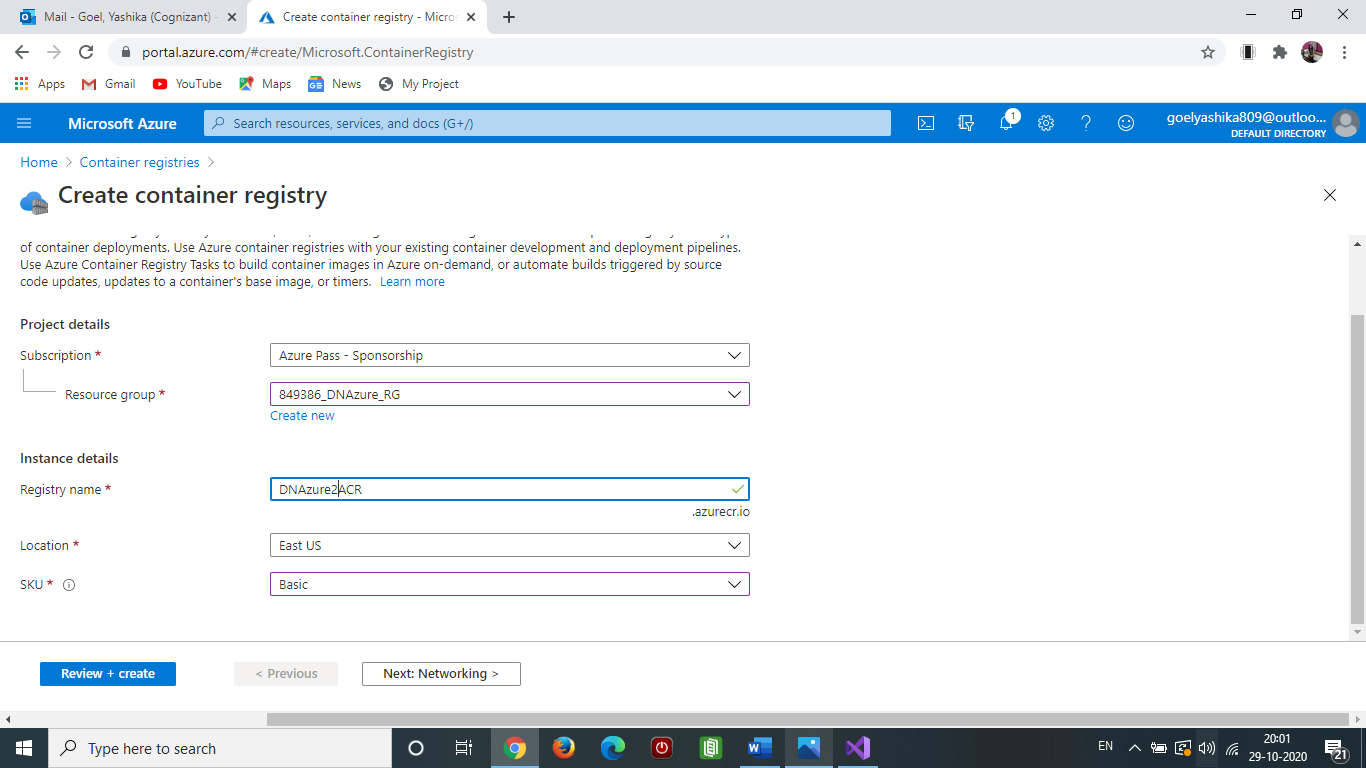 Mail - Goel, Yashika (Cognizant) -
Create container registry - Micro
portal.azure.com/#create/Microsoft.ContainerRegistry
Apps
Gmail
YouTube
Maps
News
My Project
Microsoft Azure
Search resources, services, and docs (G+/)
1
goelyashika809@outloo...
DEFAULT DIRECTORY
Home > Container registries >
Create container registry
of container deployments. Use Azure container registries with your existing container development and deployment pipelines.
Use Azure Container Registry Tasks to build container images in Azure on-demand, or automate builds triggered by source
code updates, updates to a container's base image, or timers. Learn more
Project details
Subscription *
Azure Pass - Sponsorship
Resource group *
849386_DNAzure_RG
Create new
Instance details
Registry name *
DNAzure2ACR
.azurecr.io
Location *
East US
SKU *
Basic
Review + create
< Previous
Next: Networking >
Type here to search
EN
20:01
29-10-2020
21